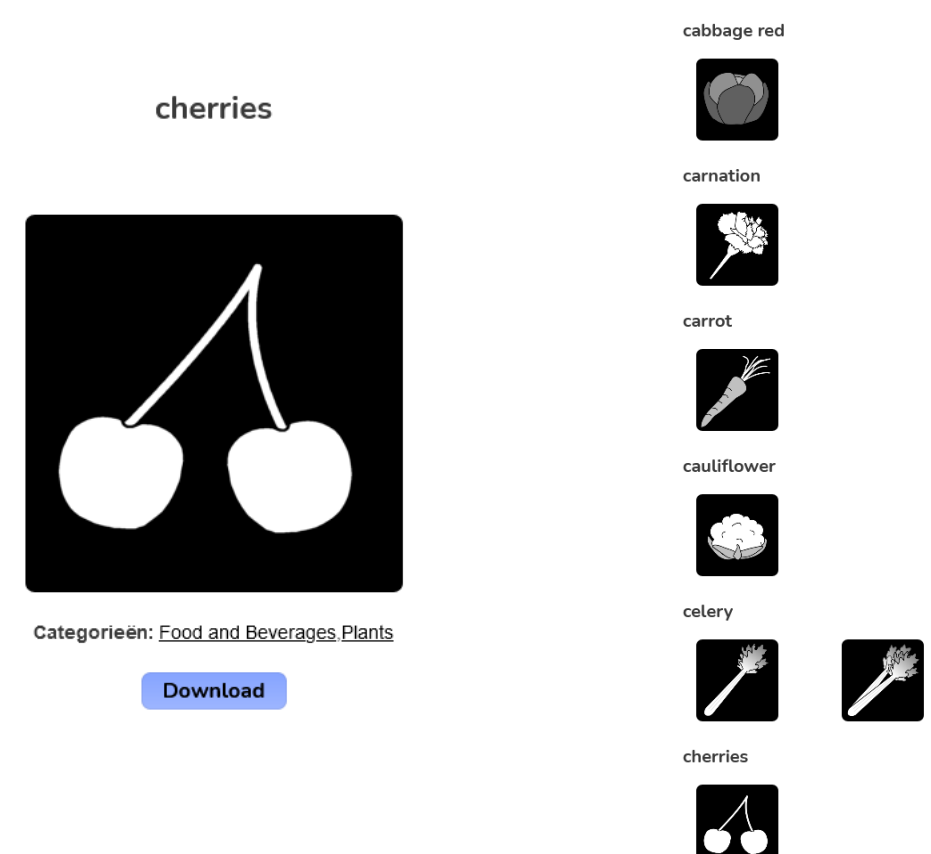 cherries
Categorieën: Food and Beverages,Plants
Download
cabbage red
carnation
carrot
cauliflower
celery
cherries